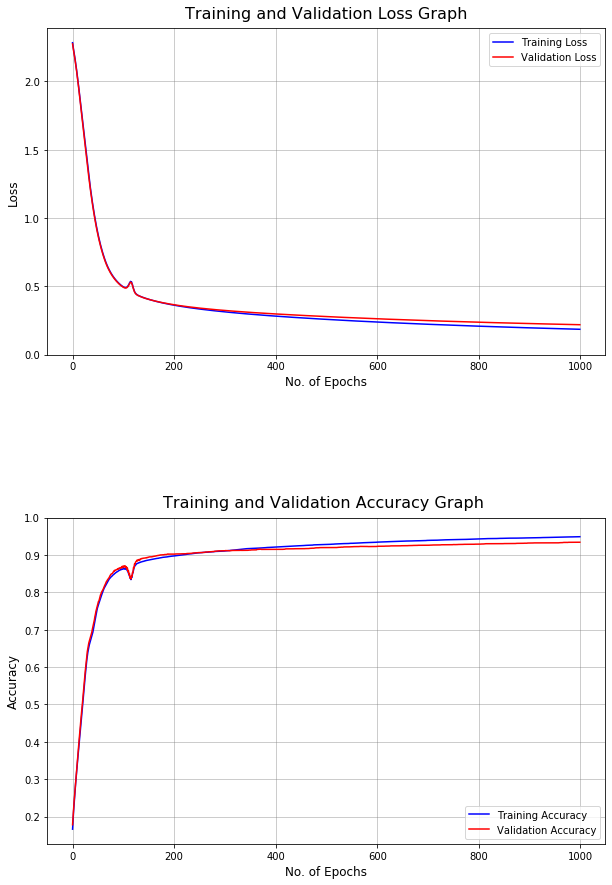 Training and Validation Loss Graph
Training Loss
Validation Loss
2.0
1.5
1.0
0.5
0.0
Loss
0 200 400 600 800 1000
No. of Epochs
Training and Validation Accuracy Graph
1.0
0.9
0.8
0.7
0.6
0.5
0.4
0.3
0.2
Accuracy
Training Accuracy
Validation Accuracy
0 200 400 600 800 1000
No. of Epochs